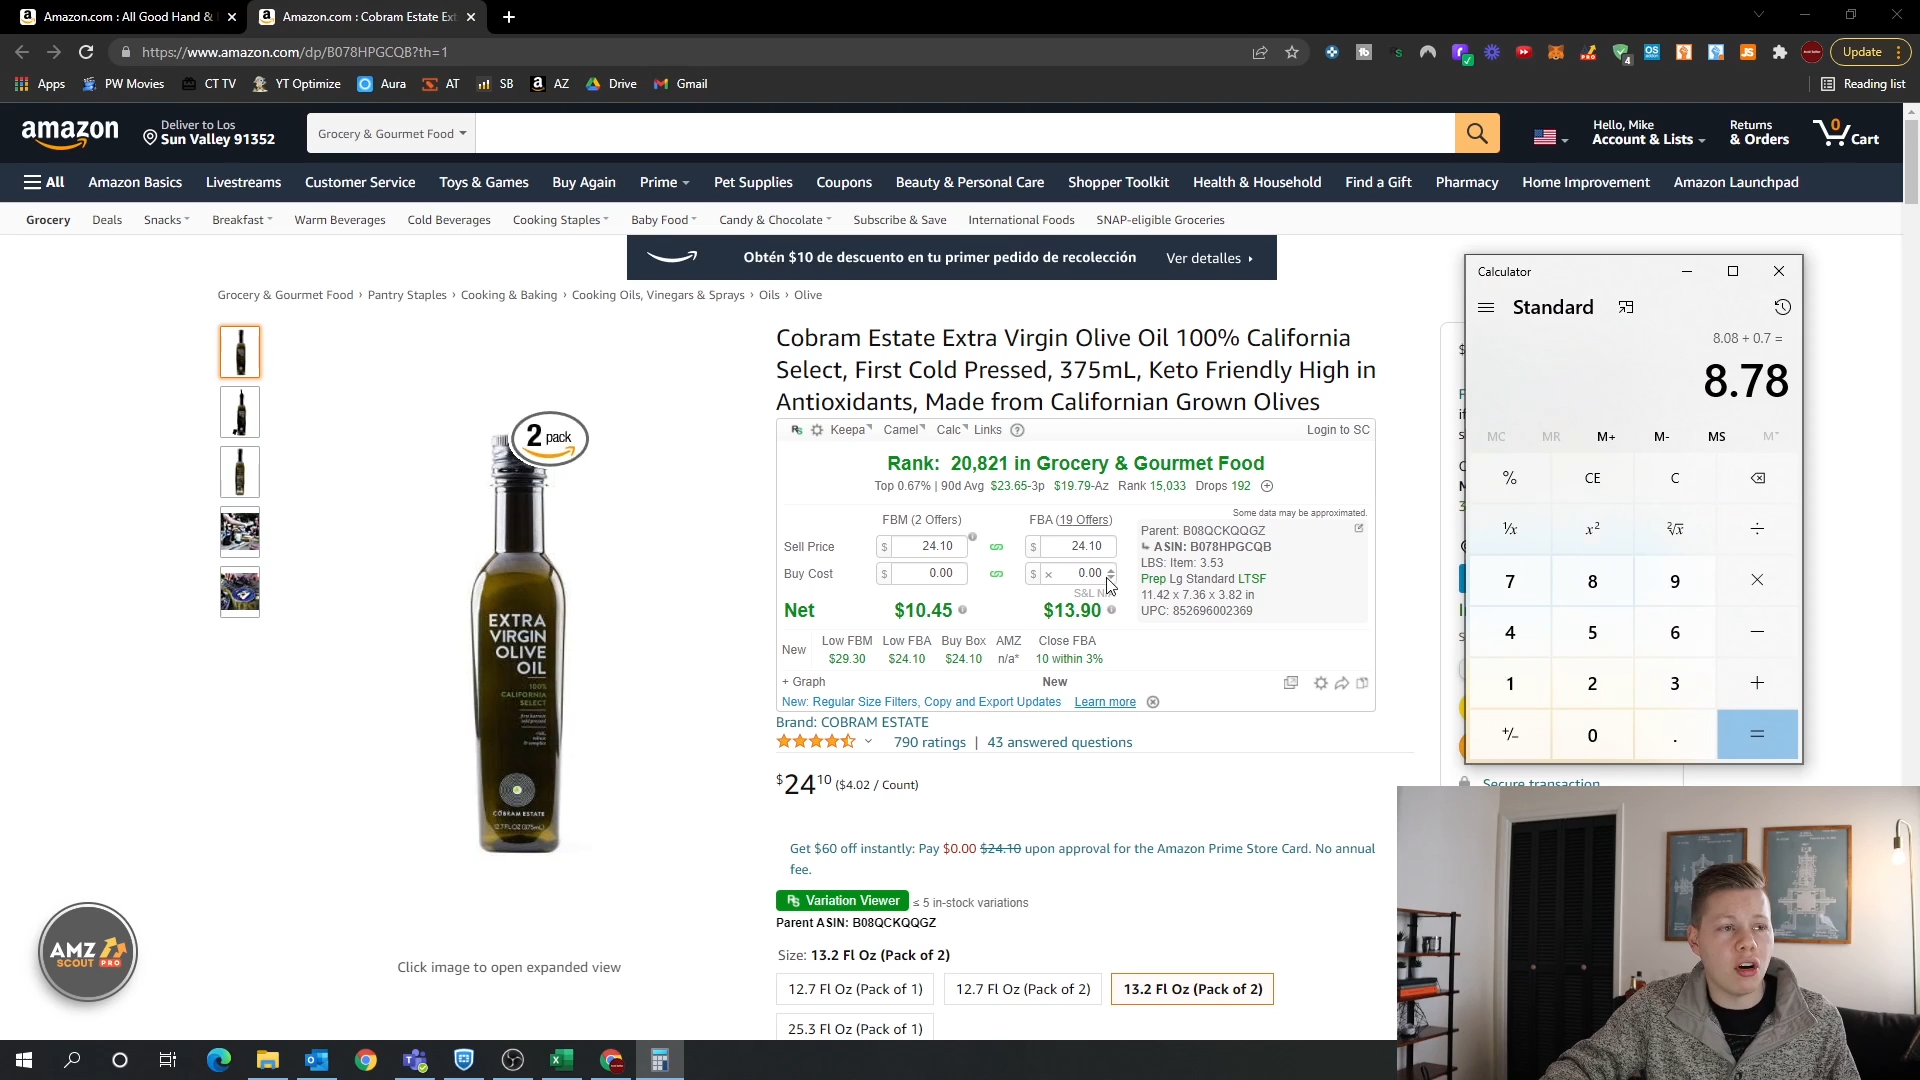 Amazon.com : All Good Hand &
Amazon.com : Cobram Estate Ext
https://www.amazon.com/dp/B078HPGCQB?th=1
4
Update
Apps
PW Movies
CT TV
YT Optimize
Aura
AT
SB
AZ
Drive
Gmail
Reading list
amazon
Deliver to Los
Sun Valley 91352
Grocery & Gourmet Food
Hello, Mike
Account & Lists
Returns
& Orders
0
Cart
All
Amazon Basics
Livestreams
Customer Service
Toys & Games
Buy Again
Prime
Pet Supplies
Coupons
Beauty & Personal Care
Shopper Toolkit
Health & Household
Find a Gift
Pharmacy
Home Improvement
Amazon Launchpad
Grocery
Deals
Snacks
Breakfast
Warm Beverages
Cold Beverages
Cooking Staples
Baby Food
Candy & Chocolate
Subscribe & Save
International Foods
SNAP-eligible Groceries
Obtén $10 de descuento en tu primer pedido de recolección
Ver detalles ›
Grocery & Gourmet Food › Pantry Staples › Cooking & Baking › Cooking Oils, Vinegars & Sprays › Oils › Olive
2 pack
EXTRA
VIRGIN
OLIVE
OIL
100%
CALIFORNIA
SELECT
COBRAM ESTATE
12.7FL.OZ(375mL)
Click image to open expanded view
AMZ
SCOUT PRO
Cobram Estate Extra Virgin Olive Oil 100% California
Select, First Cold Pressed, 375mL, Keto Friendly High in
Antioxidants, Made from Californian Grown Olives
Keepa
Camel
Calc
Links
Login to SC
Rank: 20,821 in Grocery & Gourmet Food
Top 0.67% | 90d Avg $23.65-3p $19.79-Az Rank 15,033 Drops 192
Some data may be approximated.
FBM (2 Offers)
FBA (19 Offers)
Sell Price
$ 24.10
$ 24.10
Buy Cost
$ 0.00
$ × 0.00
Net
$10.45
$13.90
Parent: B08QCKQQGZ
ASIN: B078HPGCQB
LBS: Item: 3.53
Prep Lg Standard LTSF
11.42 x 7.36 x 3.82 in
UPC: 852696002369
New
Low FBM
Low FBA
Buy Box
AMZ
Close FBA
$29.30
$24.10
$24.10
n/a*
10 within 3%
+ Graph
New
New: Regular Size Filters, Copy and Export Updates
Learn more
Brand: COBRAM ESTATE
790 ratings | 43 answered questions
$24 10 ($4.02 / Count)
Get $60 off instantly: Pay $0.00 $24.10 upon approval for the Amazon Prime Store Card. No annual
fee.
Variation Viewer
≤ 5 in-stock variations
Parent ASIN: B08QCKQQGZ
Size: 13.2 Fl Oz (Pack of 2)
12.7 Fl Oz (Pack of 1)
12.7 Fl Oz (Pack of 2)
13.2 Fl Oz (Pack of 2)
25.3 Fl Oz (Pack of 1)
Calculator
Standard
8.08 + 0.7 =
8.78
MC
MR
M+
M-
MS
%
CE
C
⌫
¹/x
x²
²√x
÷
7
8
9
×
4
5
6
−
1
2
3
+
+/−
0
.
=
Secure transaction